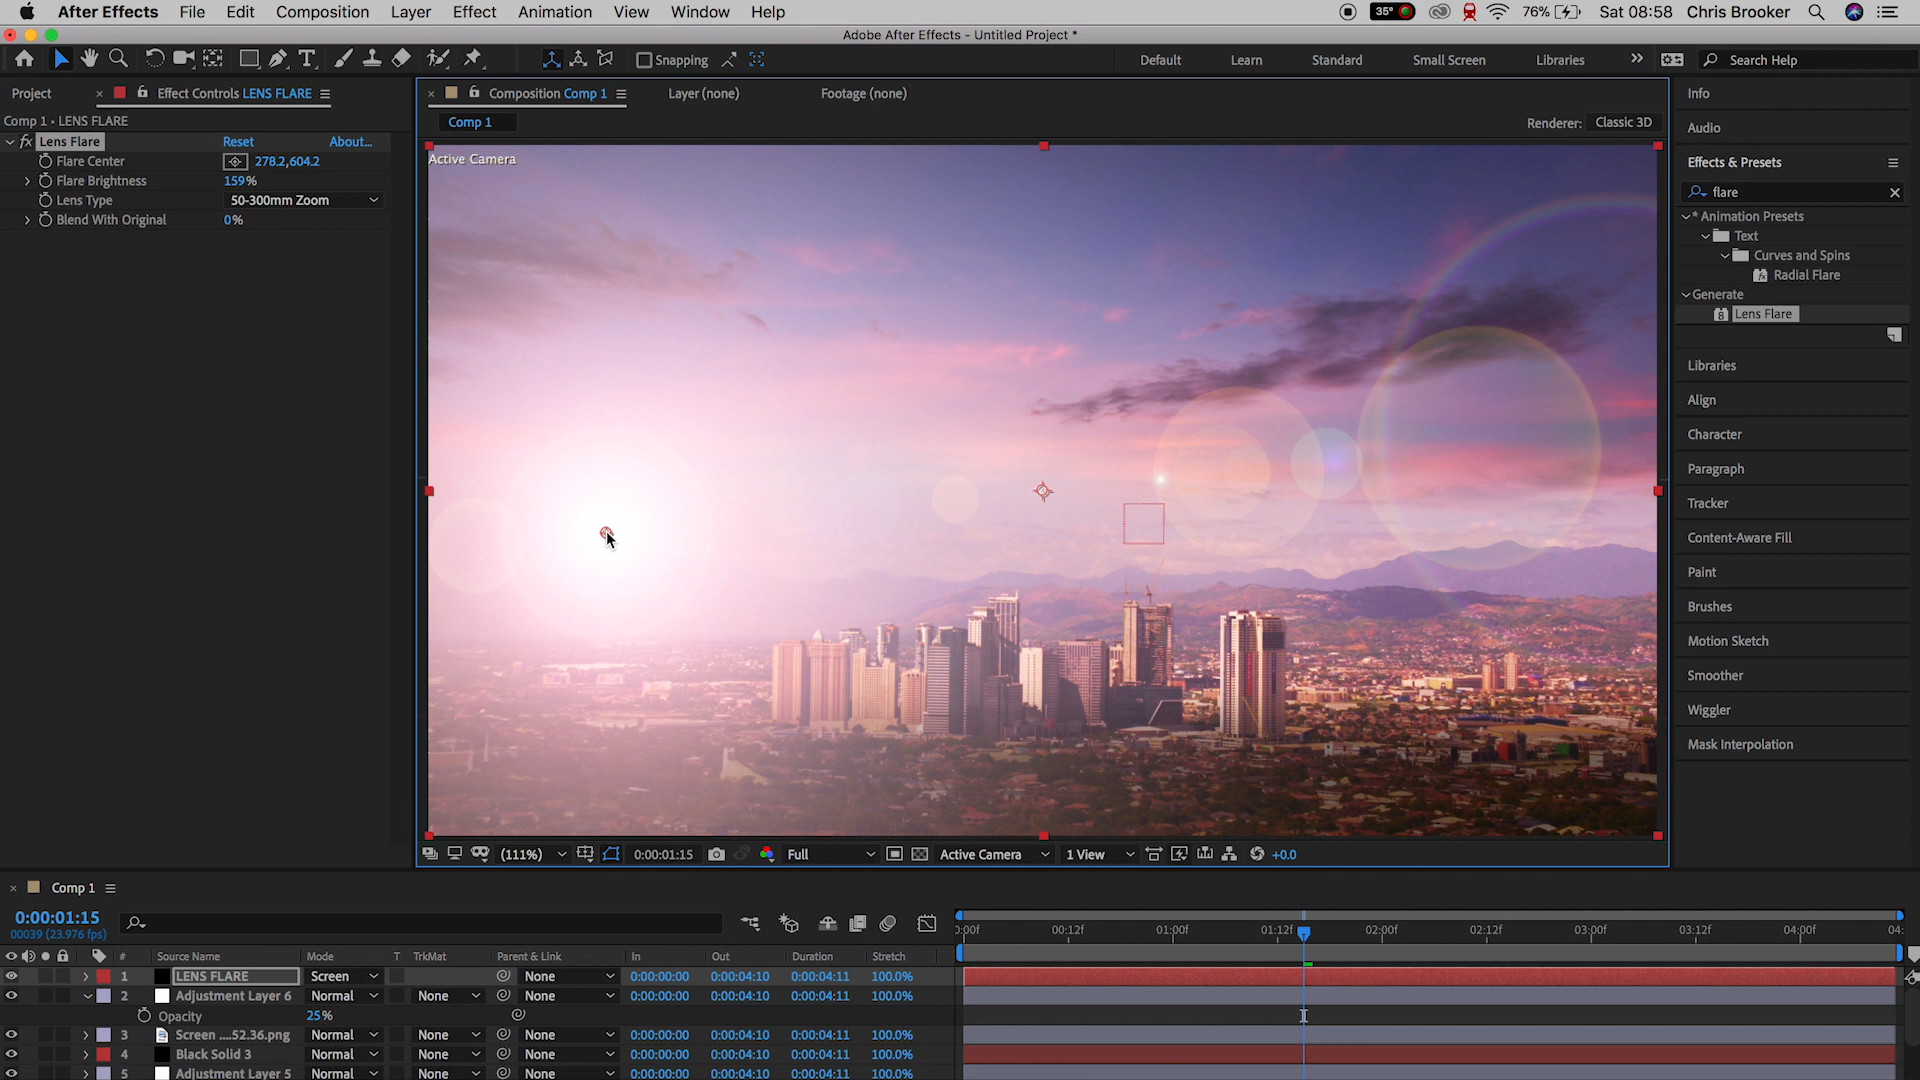 After Effects File Edit Composition Layer Effect Animation View Window Help 35° 76% Sat 08:58 Chris Brooker
Adobe After Effects - Untitled Project *
T Snapping Default Learn Standard Small Screen Libraries Search Help
Project Effect Controls LENS FLARE
Comp 1 • LENS FLARE
fx Lens Flare Reset About...
Flare Center 278.2,604.2
Flare Brightness 159%
Lens Type 50-300mm Zoom
Blend With Original 0%
Composition Comp 1 Layer (none) Footage (none)
Comp 1 Renderer: Classic 3D
Active Camera
(111%) 0:00:01:15 Full Active Camera 1 View +0.0
Info
Audio
Effects & Presets
flare
* Animation Presets
Text
Curves and Spins
Radial Flare
Generate
Lens Flare
Libraries
Align
Character
Paragraph
Tracker
Content-Aware Fill
Paint
Brushes
Motion Sketch
Smoother
Wiggler
Mask Interpolation
Comp 1
0:00:01:15
00039 (23.976 fps)
# Source Name Mode T TrkMat Parent & Link In Out Duration Stretch
:00f 00:12f 01:00f 01:12f 02:00f 02:12f 03:00f 03:12f 04:00f 04:
1 LENS FLARE Screen None 0:00:00:00 0:00:04:10 0:00:04:11 100.0%
2 Adjustment Layer 6 Normal None None 0:00:00:00 0:00:04:10 0:00:04:11 100.0%
Opacity 25%
3 Screen ....52.36.png Normal None None 0:00:00:00 0:00:04:10 0:00:04:11 100.0%
4 Black Solid 3 Normal None None 0:00:00:00 0:00:04:10 0:00:04:11 100.0%
5 Adjustment Layer 5 Normal None None 0:00:00:00 0:00:04:10 0:00:04:11 100.0%